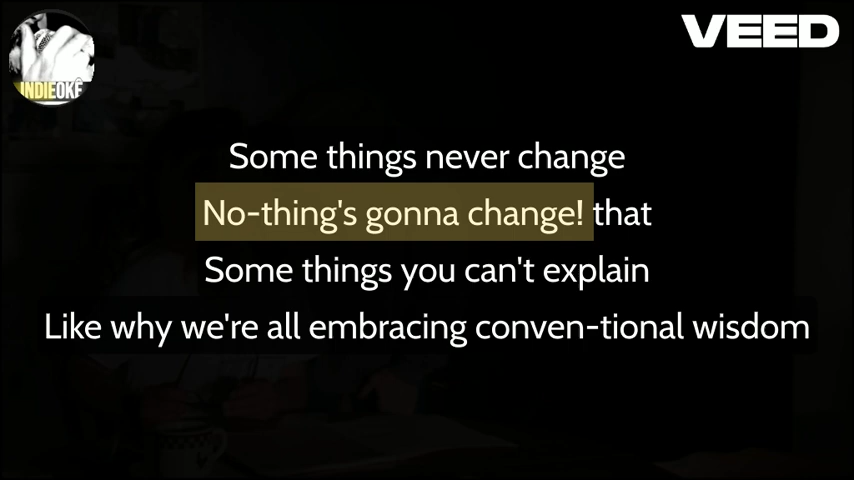 INDIEOKÊ
VEED
Some things never change
No-thing's gonna change! that
Some things you can't explain
Like why we're all embracing conven-tional wisdom